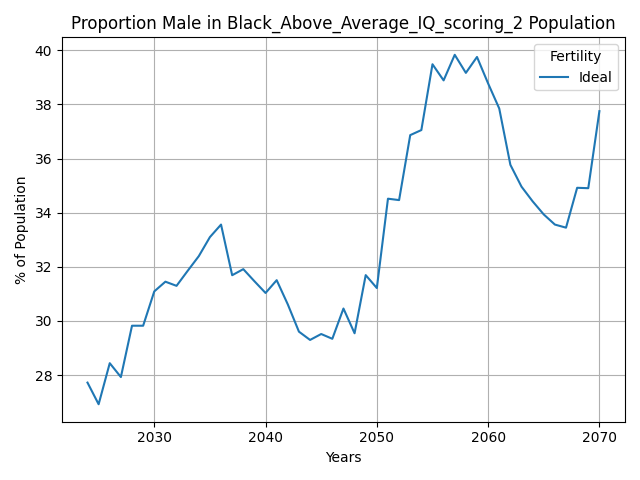 Proportion Male in Black_Above_Average_IQ_scoring_2 Population
Fertility
Ideal
% of Population
40
38
36
34
32
30
28
2030 2040 2050 2060 2070
Years